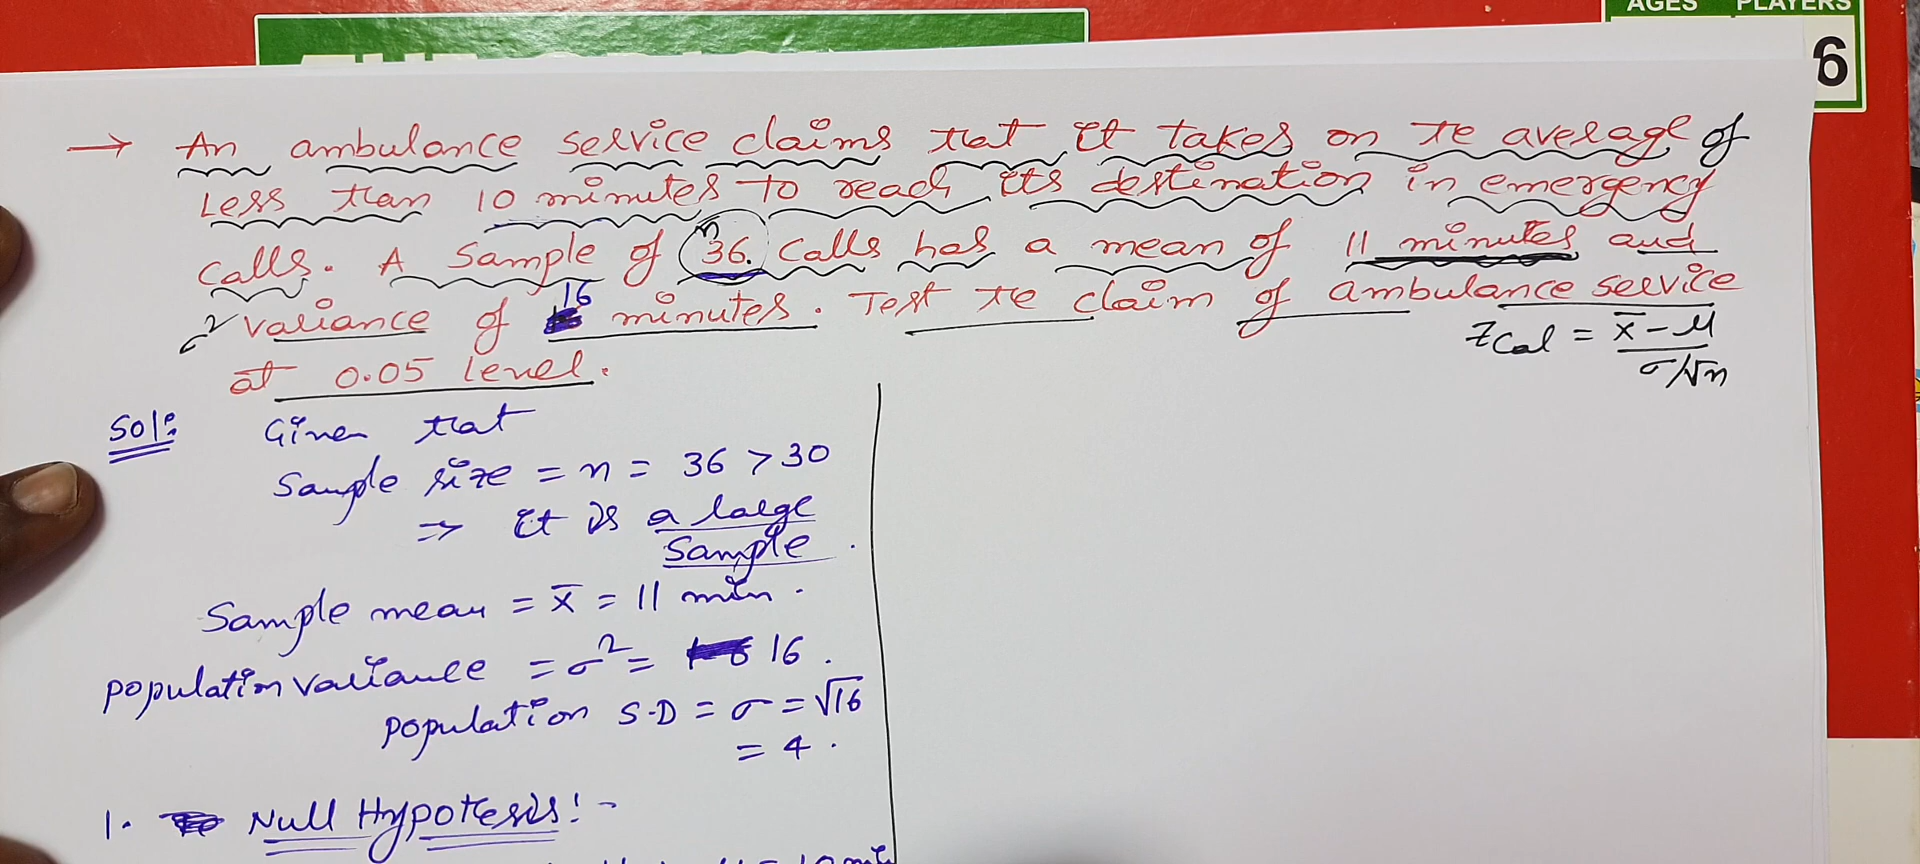 AGES PLAYERS
6
→ An ambulance service claims that it takes on the average of
Less than 10 minutes to reach its destination in emergency
calls. A Sample of 36. calls has a mean of 11 minutes and
variance of 16 minutes. Test the claim of ambulance service
at 0.05 level.
Z cal = x̄ - μ / σ/√n
Sol:
Given that
Sample size = n = 36 > 30
⇒ It is a large
Sample.
Sample mean = x̄ = 11 min.
Population Variance = σ² = 16.
Population S.D = σ = √16
= 4.
1. Null Hypothesis:-